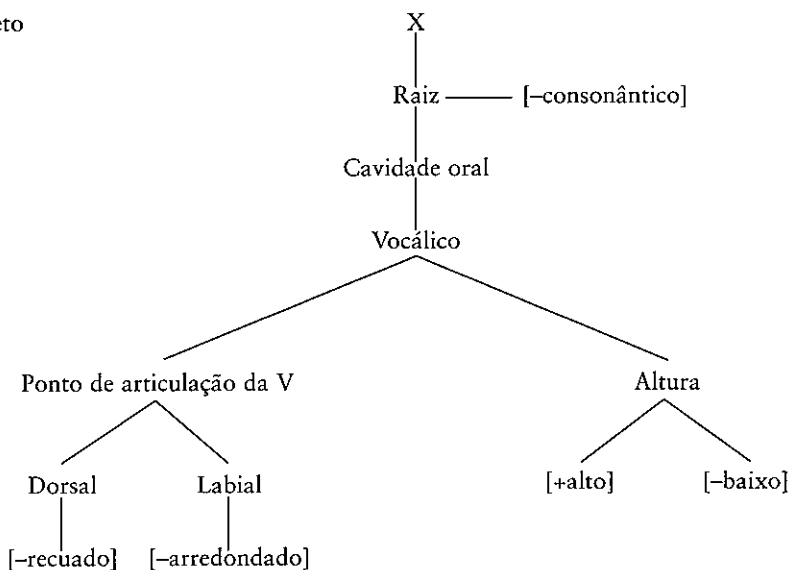 X
Raiz [–consonântico]
Cavidade oral
Vocálico
Ponto de articulação da V Altura
Dorsal Labial [+alto] [–baixo]
[–recuado] [–arredondado]